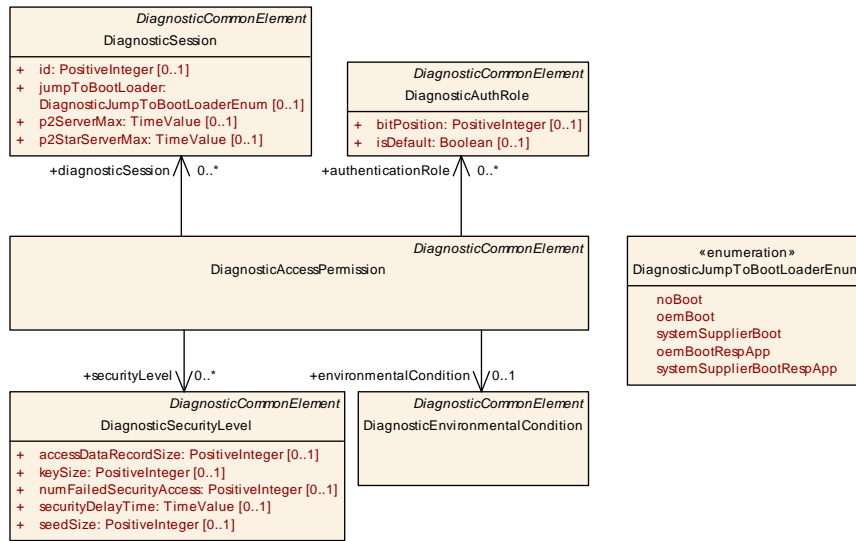 DiagnosticCommonElement
DiagnosticSession
+ id: PositiveInteger [0..1]
+ jumpToBootLoader:
DiagnosticJumpToBootLoaderEnum [0..1]
+ p2ServerMax: TimeValue [0..1]
+ p2StarServerMax: TimeValue [0..1]
DiagnosticCommonElement
DiagnosticAuthRole
+ bitPosition: PositiveInteger [0..1]
+ isDefault: Boolean [0..1]
+diagnosticSession 0..*
+authenticationRole 0..*
DiagnosticCommonElement
DiagnosticAccessPermission
«enumeration»
DiagnosticJumpToBootLoaderEnum
noBoot
oemBoot
systemSupplierBoot
oemBootRespApp
systemSupplierBootRespApp
+securityLevel 0..*
+environmentalCondition 0..1
DiagnosticCommonElement
DiagnosticSecurityLevel
+ accessDataRecordSize: PositiveInteger [0..1]
+ keySize: PositiveInteger [0..1]
+ numFailedSecurityAccess: PositiveInteger [0..1]
+ securityDelayTime: TimeValue [0..1]
+ seedSize: PositiveInteger [0..1]
DiagnosticCommonElement
DiagnosticEnvironmentalCondition